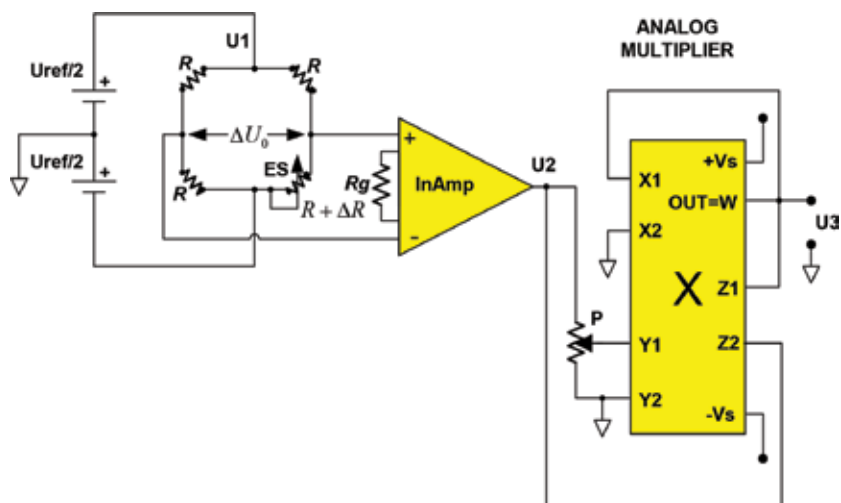 ANALOG
MULTIPLIER
Uref/2
+
U1
R
R
ΔU₀
Uref/2
+
R
ES
R + ΔR
Rg
+
InAmp
−
U2
P
X1
+Vs
OUT=W
X2
U3
X
Z1
Y1
Z2
Y2
-Vs